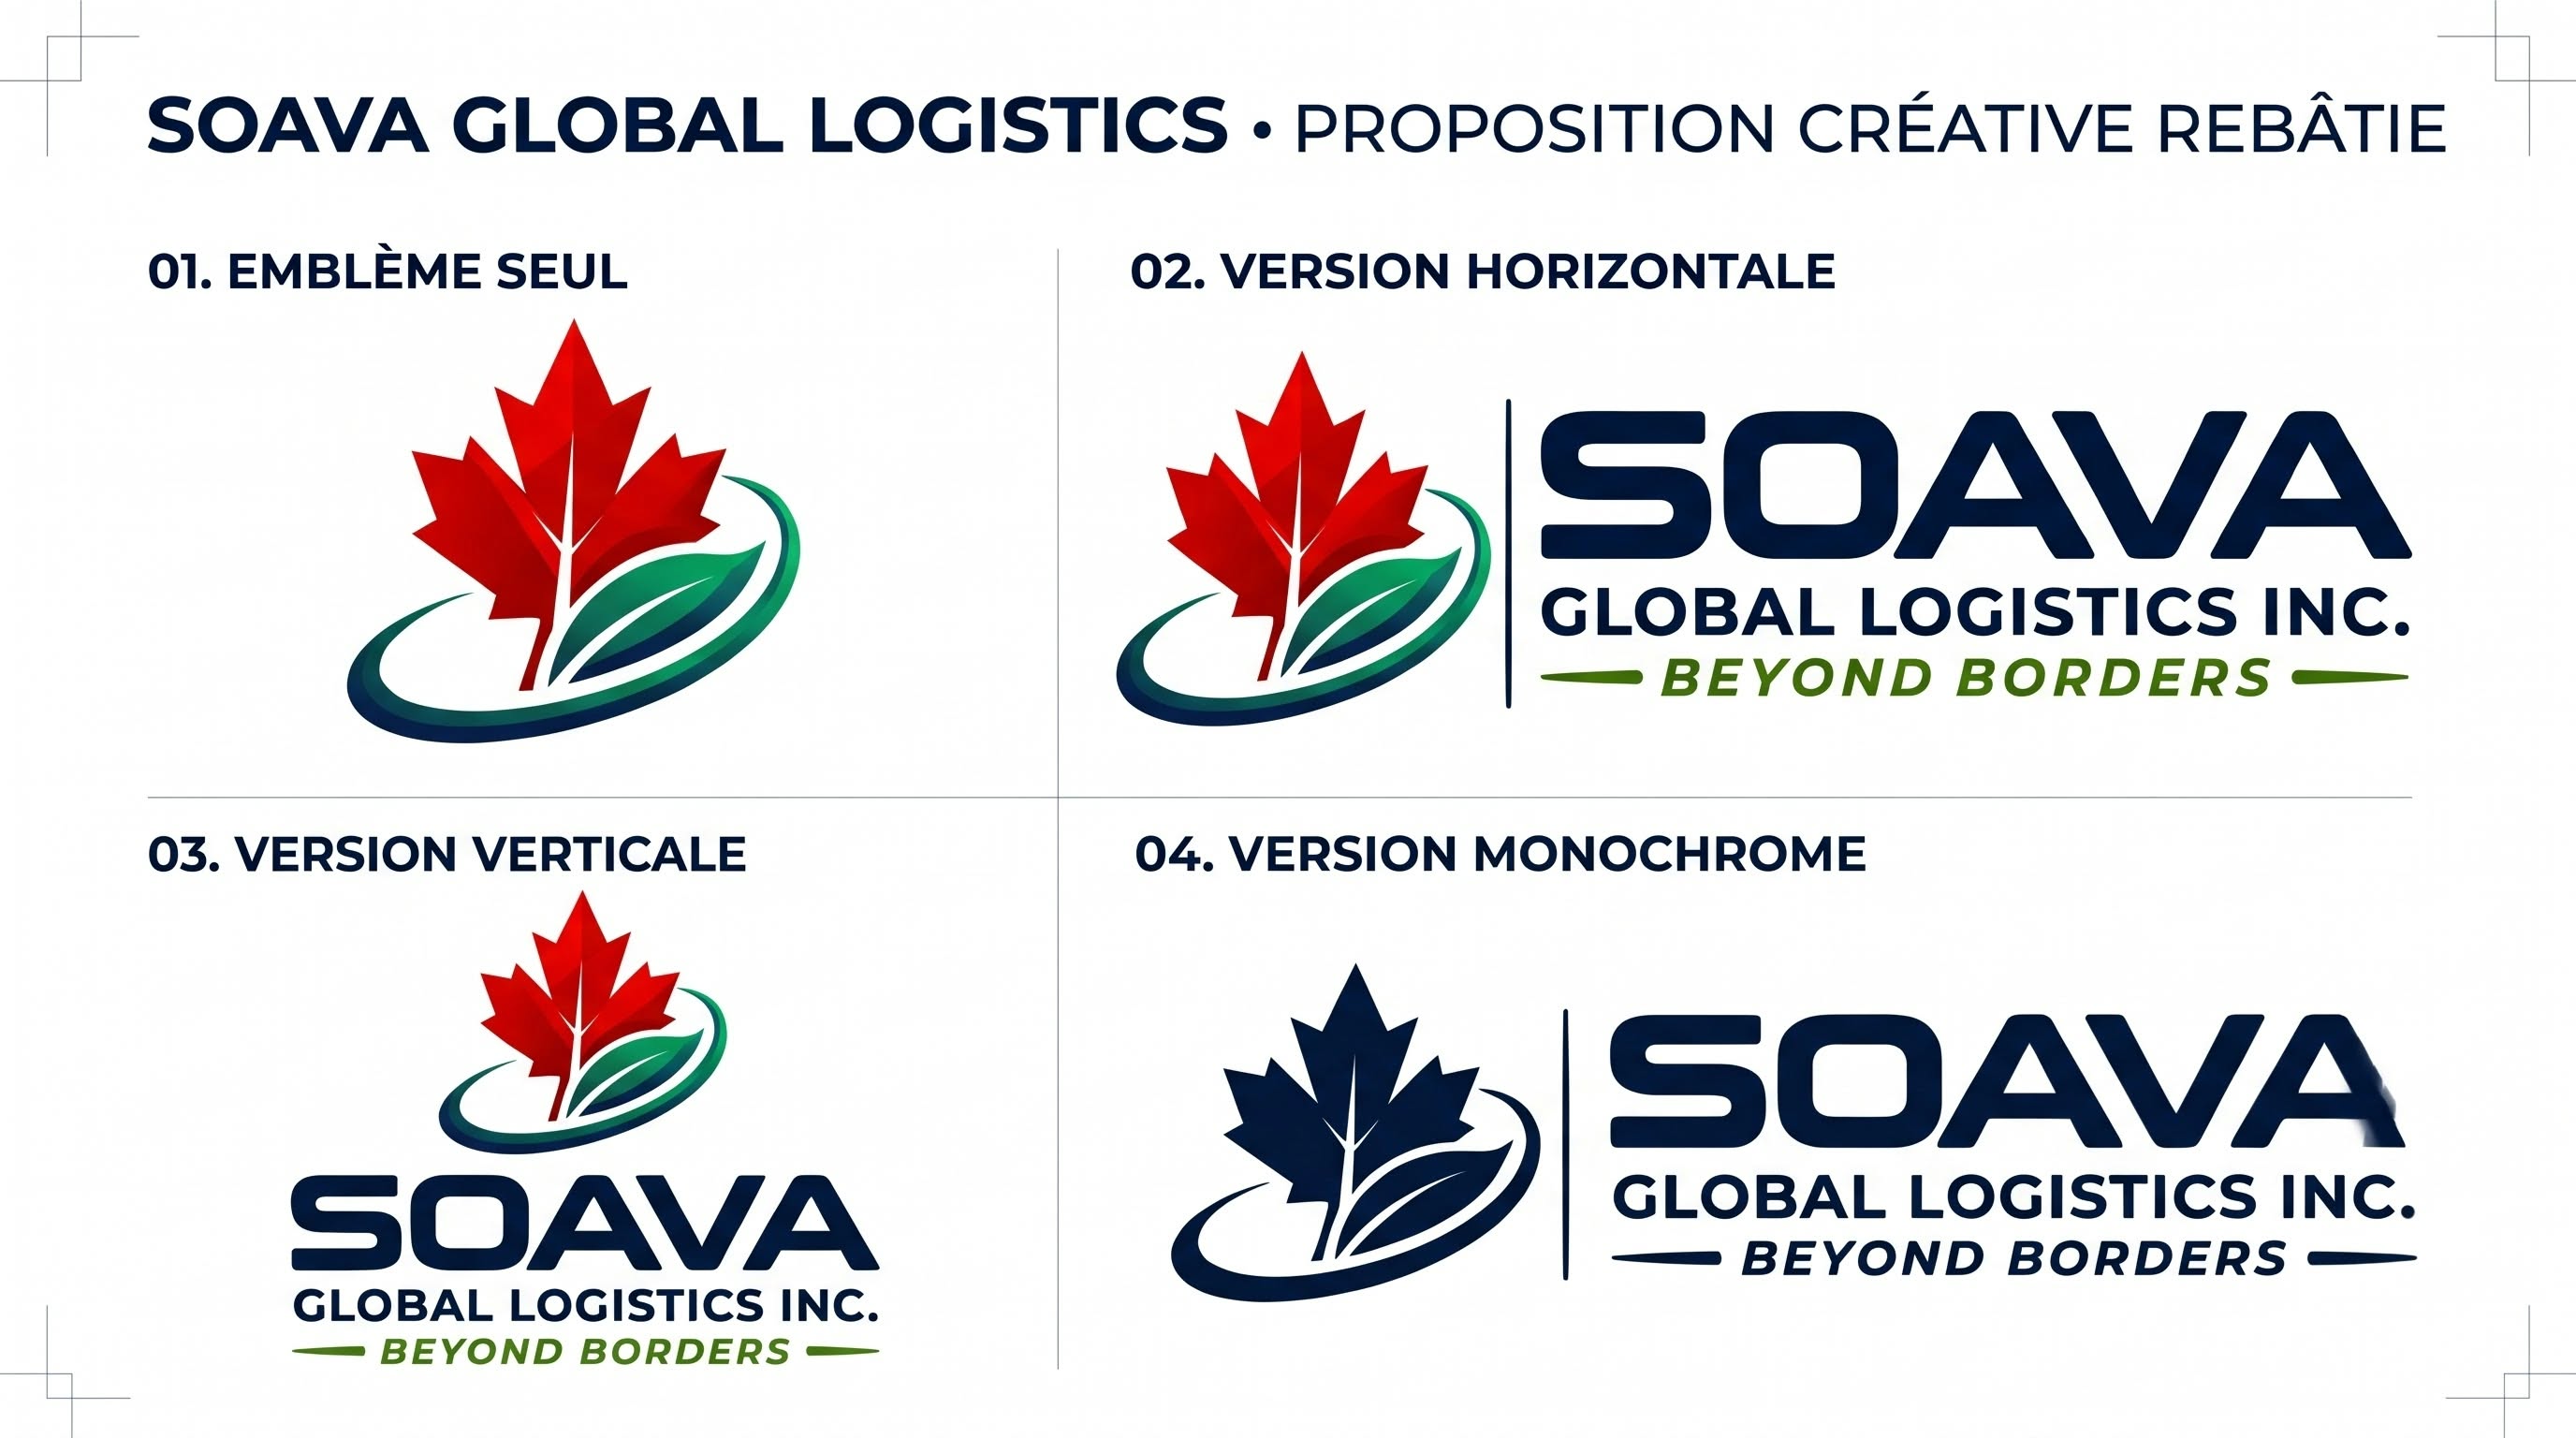 SOAVA GLOBAL LOGISTICS • PROPOSITION CRÉATIVE REBÂTIE
01. EMBLÈME SEUL
02. VERSION HORIZONTALE
SOAVA
GLOBAL LOGISTICS INC.
BEYOND BORDERS
03. VERSION VERTICALE
SOAVA
GLOBAL LOGISTICS INC.
BEYOND BORDERS
04. VERSION MONOCHROME
SOAVA
GLOBAL LOGISTICS INC.
BEYOND BORDERS